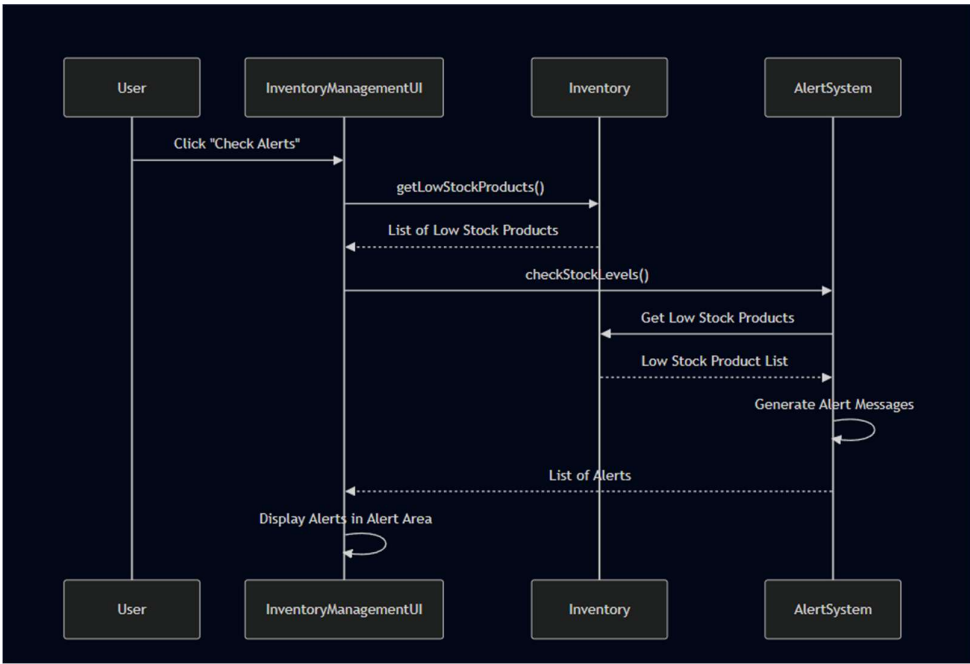 User
InventoryManagementUI
Inventory
AlertSystem
Click "Check Alerts"
getLowStockProducts()
List of Low Stock Products
checkStockLevels()
Get Low Stock Products
Low Stock Product List
Generate Alert Messages
List of Alerts
Display Alerts in Alert Area
User
InventoryManagementUI
Inventory
AlertSystem